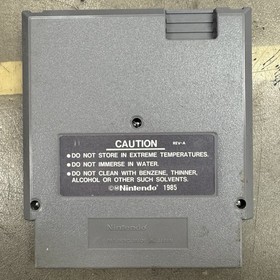 CAUTION REV-A
• DO NOT STORE IN EXTREME TEMPERATURES.
• DO NOT IMMERSE IN WATER.
• DO NOT CLEAN WITH BENZENE, THINNER,
ALCOHOL OR OTHER SUCH SOLVENTS.
©Ⓜ Nintendo® 1985